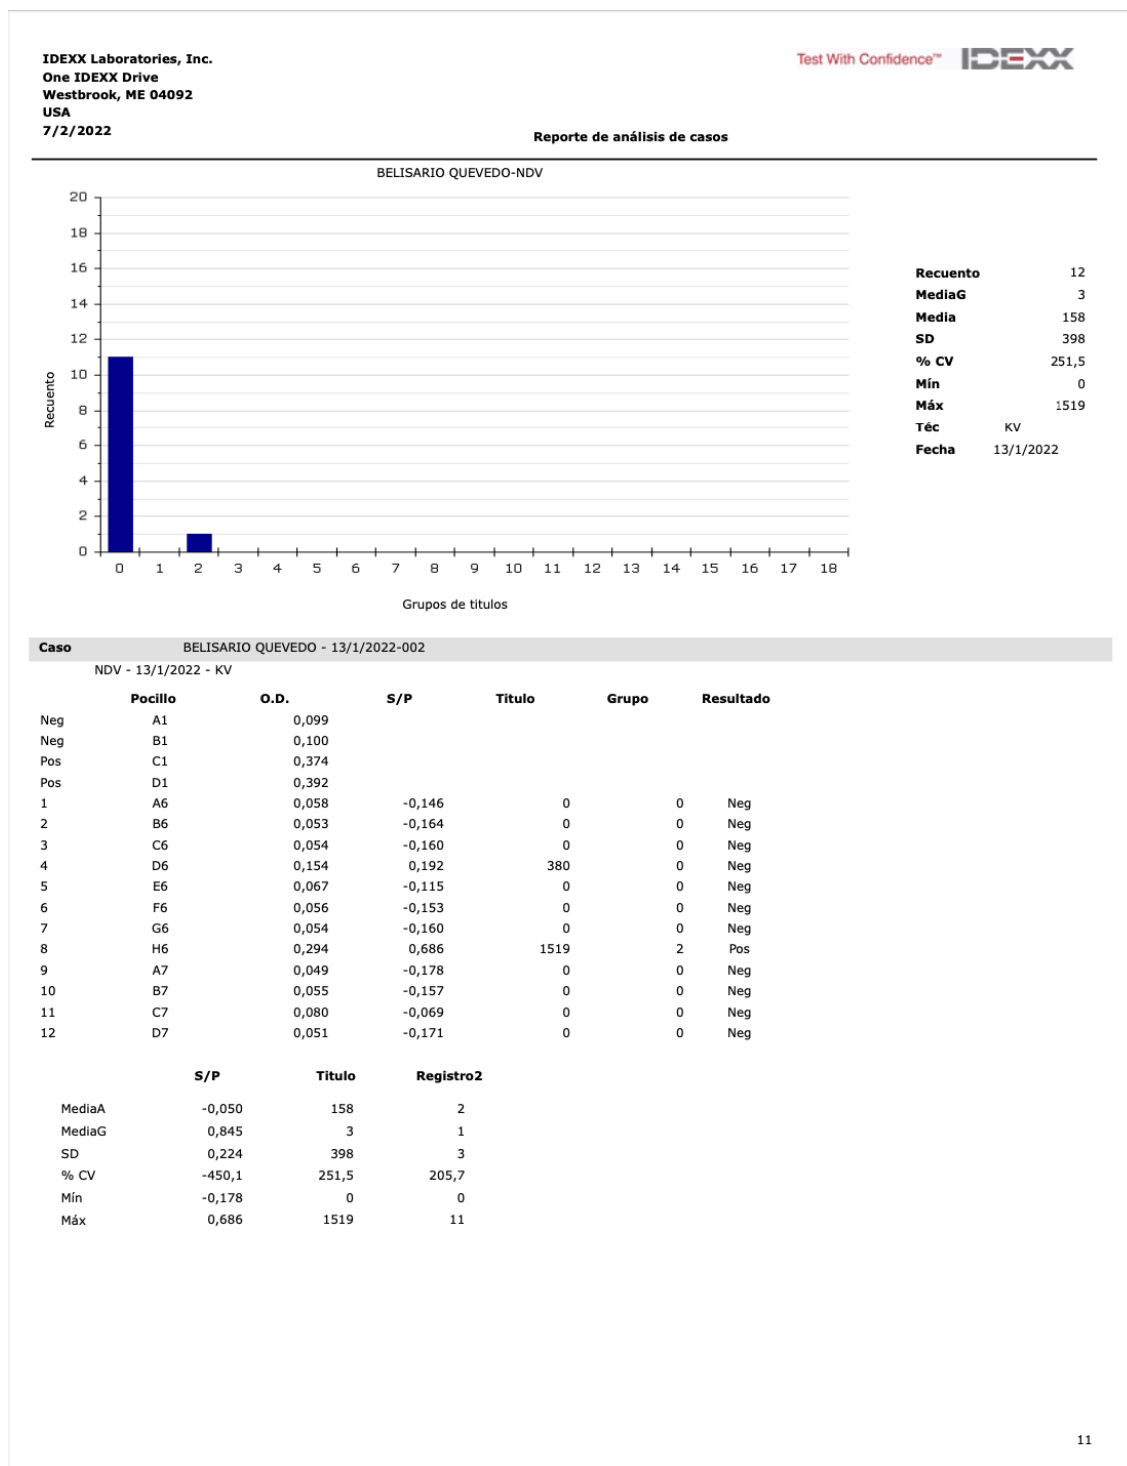 IDEXX Laboratories, Inc.
One IDEXX Drive
Westbrook, ME 04092
USA
7/2/2022
Test With Confidence™ IDEXX
Reporte de análisis de casos
BELISARIO QUEVEDO-NDV
20
18
16
14
12
10
8
6
4
2
0
Recuento
0 1 2 3 4 5 6 7 8 9 10 11 12 13 14 15 16 17 18
Grupos de titulos
Recuento 12
MediaG 3
Media 158
SD 398
% CV 251,5
Mín 0
Máx 1519
Téc KV
Fecha 13/1/2022
Caso BELISARIO QUEVEDO - 13/1/2022-002
NDV - 13/1/2022 - KV
Pocillo O.D. S/P Titulo Grupo Resultado
Neg A1 0,099
Neg B1 0,100
Pos C1 0,374
Pos D1 0,392
1 A6 0,058 -0,146 0 0 Neg
2 B6 0,053 -0,164 0 0 Neg
3 C6 0,054 -0,160 0 0 Neg
4 D6 0,154 0,192 380 0 Neg
5 E6 0,067 -0,115 0 0 Neg
6 F6 0,056 -0,153 0 0 Neg
7 G6 0,054 -0,160 0 0 Neg
8 H6 0,294 0,686 1519 2 Pos
9 A7 0,049 -0,178 0 0 Neg
10 B7 0,055 -0,157 0 0 Neg
11 C7 0,080 -0,069 0 0 Neg
12 D7 0,051 -0,171 0 0 Neg
S/P Titulo Registro2
MediaA -0,050 158 2
MediaG 0,845 3 1
SD 0,224 398 3
% CV -450,1 251,5 205,7
Mín -0,178 0 0
Máx 0,686 1519 11
11